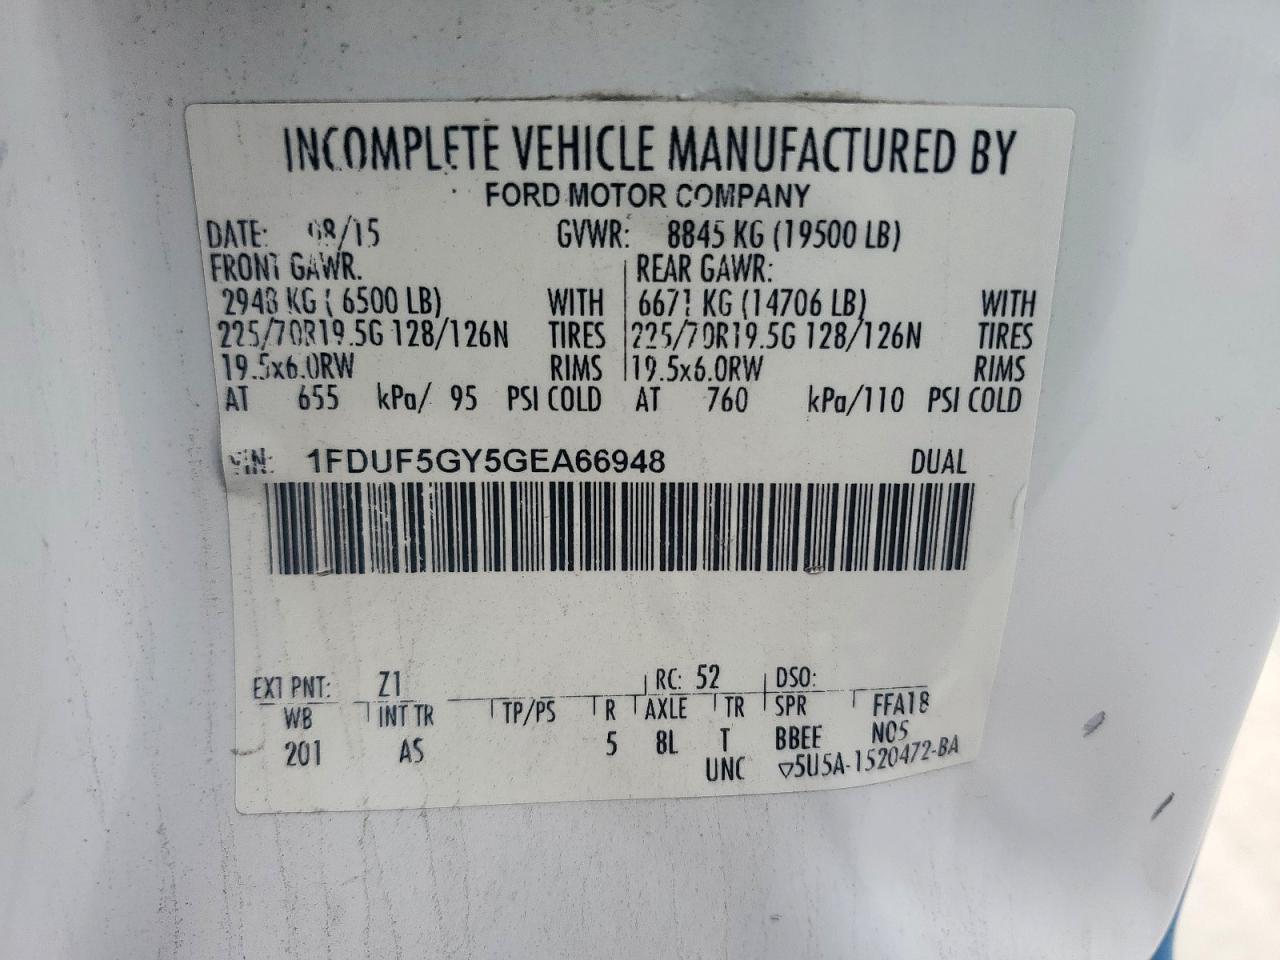 INCOMPLETE VEHICLE MANUFACTURED BY
FORD MOTOR COMPANY
DATE: 08/15 GVWR: 8845 KG (19500 LB)
FRONT GAWR: REAR GAWR:
2948 KG ( 6500 LB) WITH 6671 KG (14706 LB) WITH
225/70R19.5G 128/126N TIRES 225/70R19.5G 128/126N TIRES
19.5x6.0RW RIMS 19.5x6.0RW RIMS
AT 655 kPa/ 95 PSI COLD AT 760 kPa/110 PSI COLD
VIN: 1FDUF5GY5GEA66948 DUAL
EXT PNT: Z1 RC: 52 DSO:
WB INT TR TP/PS R AXLE TR SPR FFA18
201 AS 5 8L T BBEE N05
UNC ▽5U5A-1520472-BA